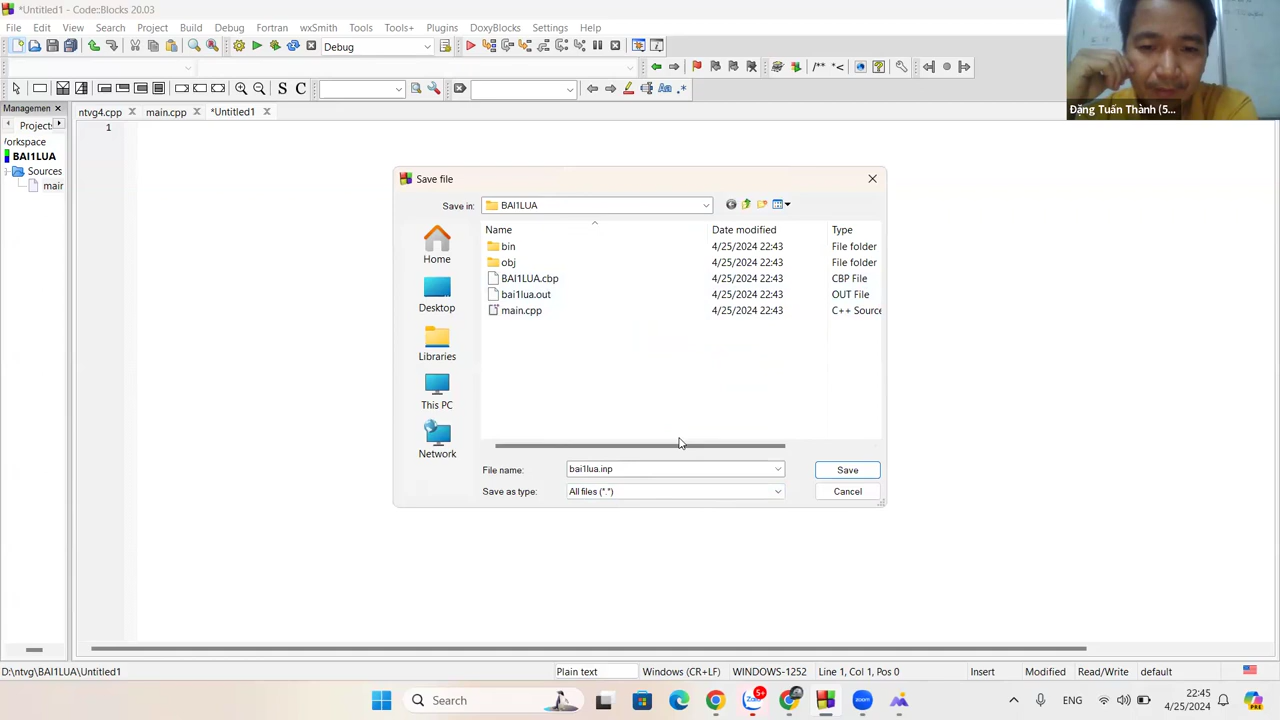 *Untitled1 - Code::Blocks 20.03
File Edit View Search Project Build Debug Fortran wxSmith Tools Tools+ Plugins DoxyBlocks Settings Help
Debug
S C
/** *<
Aa .*
Managemen
ntvg4.cpp main.cpp *Untitled1
Projects
/orkspace
BAI1LUA
Sources
mair
1
Đặng Tuấn Thành (5...
Save file
Save in: BAI1LUA
Name Date modified Type
bin 4/25/2024 22:43 File folder
obj 4/25/2024 22:43 File folder
BAI1LUA.cbp 4/25/2024 22:43 CBP File
bai1lua.out 4/25/2024 22:43 OUT File
main.cpp 4/25/2024 22:43 C++ Source
Home
Desktop
Libraries
This PC
Network
File name: bai1lua.inp Save
Save as type: All files (*.*) Cancel
D:\ntvg\BAI1LUA\Untitled1 Plain text Windows (CR+LF) WINDOWS-1252 Line 1, Col 1, Pos 0 Insert Modified Read/Write default
Search
Zalo
5+
zoom
ENG
22:45
4/25/2024
PRE